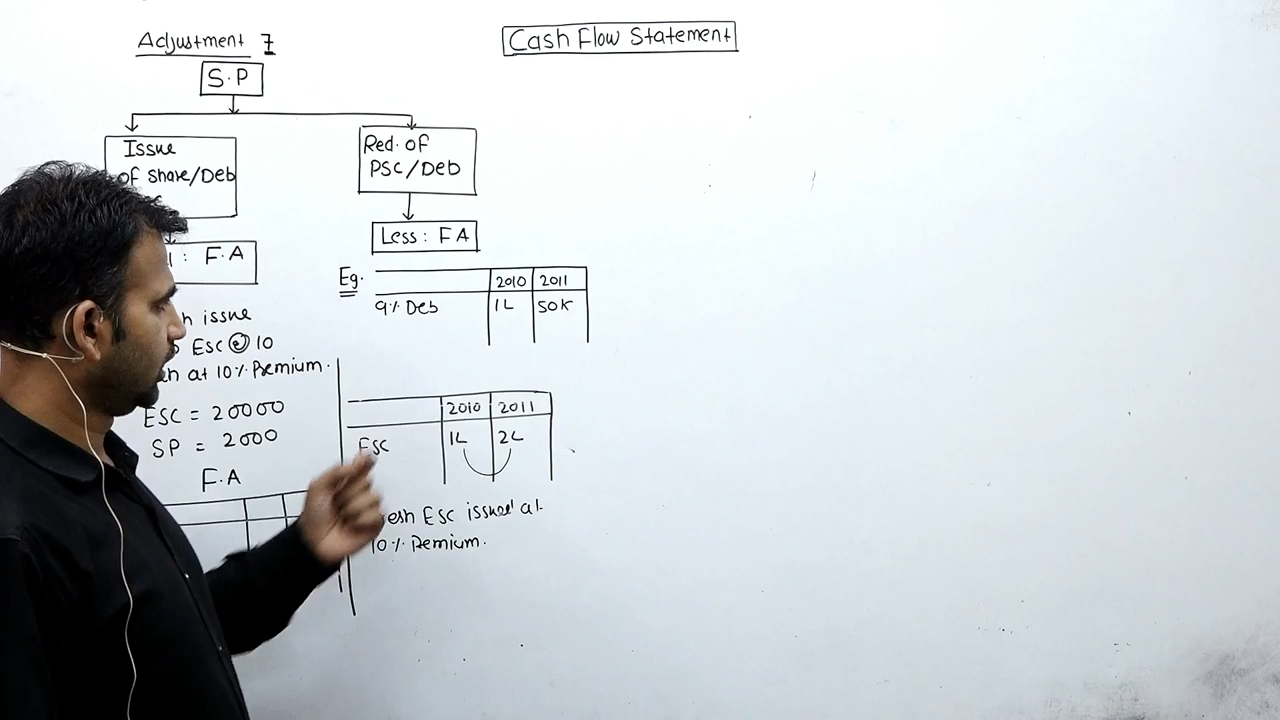 Adjustment 7
Cash Flow Statement
S.P
Issue
of share/Deb
Red. of
PSC/Deb
: F.A
Less: FA
Eg.
2010 2011
9% Deb 1L 50K
issue
ESC @ 10
at 10% Premium.
ESC = 20000
SP = 2000
F.A
2010 2011
ESC 1L 2L
ESC issued at
10% Premium.